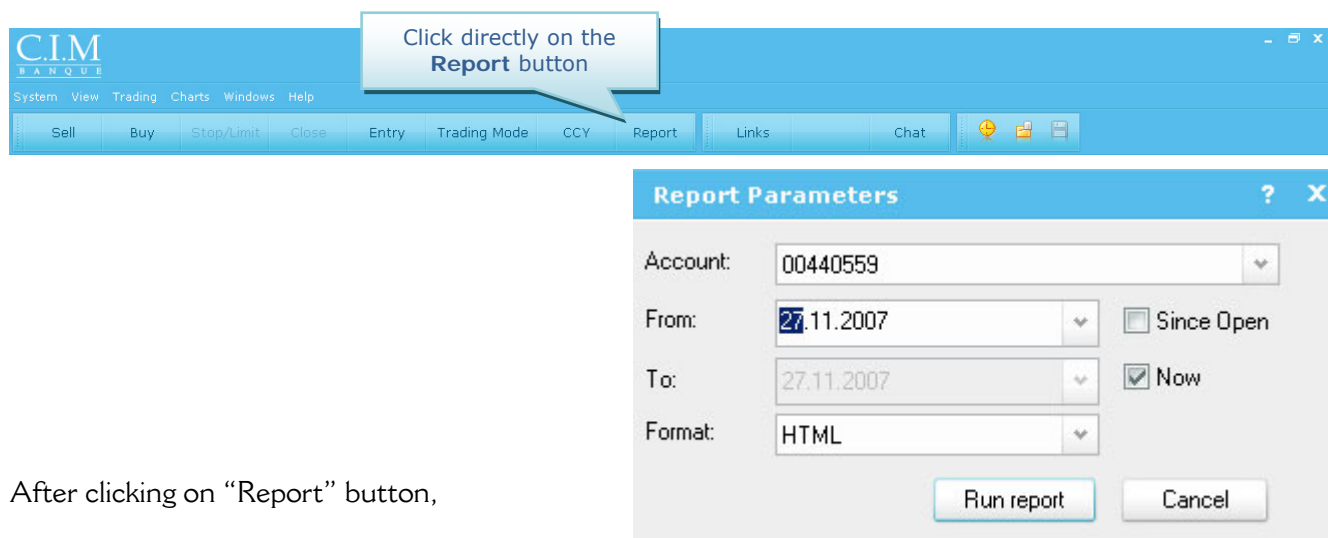 Click directly on the
Report button
C.I.M
BANQUE
System View Trading Charts Windows Help
Sell Buy Stop/Limit Close Entry Trading Mode CCY Report Links Chat
Report Parameters
Account: 00440559
From: 27.11.2007 Since Open
To: 27.11.2007 Now
Format: HTML
Run report Cancel
After clicking on “Report” button,